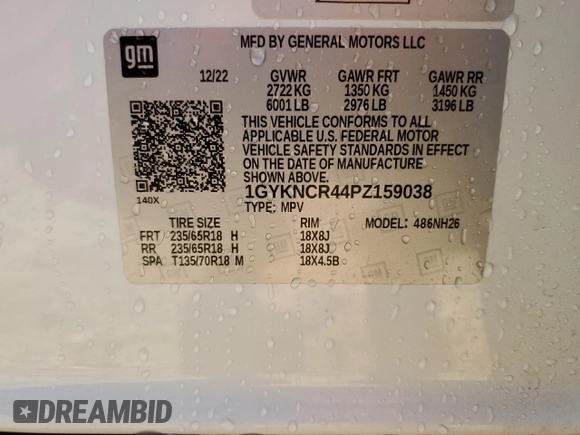 gm
MFD BY GENERAL MOTORS LLC
12/22 GVWR GAWR FRT GAWR RR
2722 KG 1350 KG 1450 KG
6001 LB 2976 LB 3196 LB
THIS VEHICLE CONFORMS TO ALL
APPLICABLE U.S. FEDERAL MOTOR
VEHICLE SAFETY STANDARDS IN EFFECT
ON THE DATE OF MANUFACTURE
SHOWN ABOVE.
140X
1GYKNCR44PZ159038
TYPE: MPV
TIRE SIZE RIM MODEL: 486NH26
FRT 235/65R18 H 18X8J
RR 235/65R18 H 18X8J
SPA T135/70R18 M 18X4.5B
GM
DREAMBID